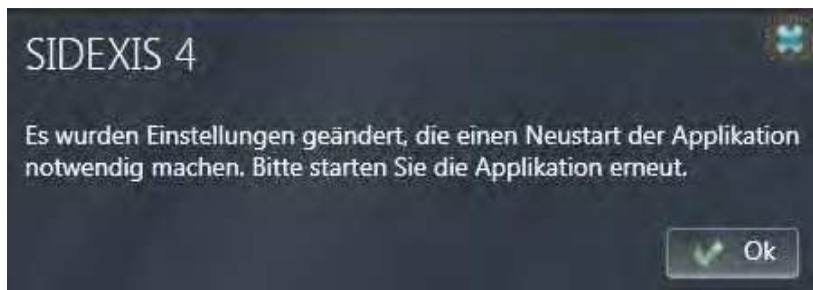 SIDEXIS 4
Es wurden Einstellungen geändert, die einen Neustart der Applikation
notwendig machen. Bitte starten Sie die Applikation erneut.
Ok